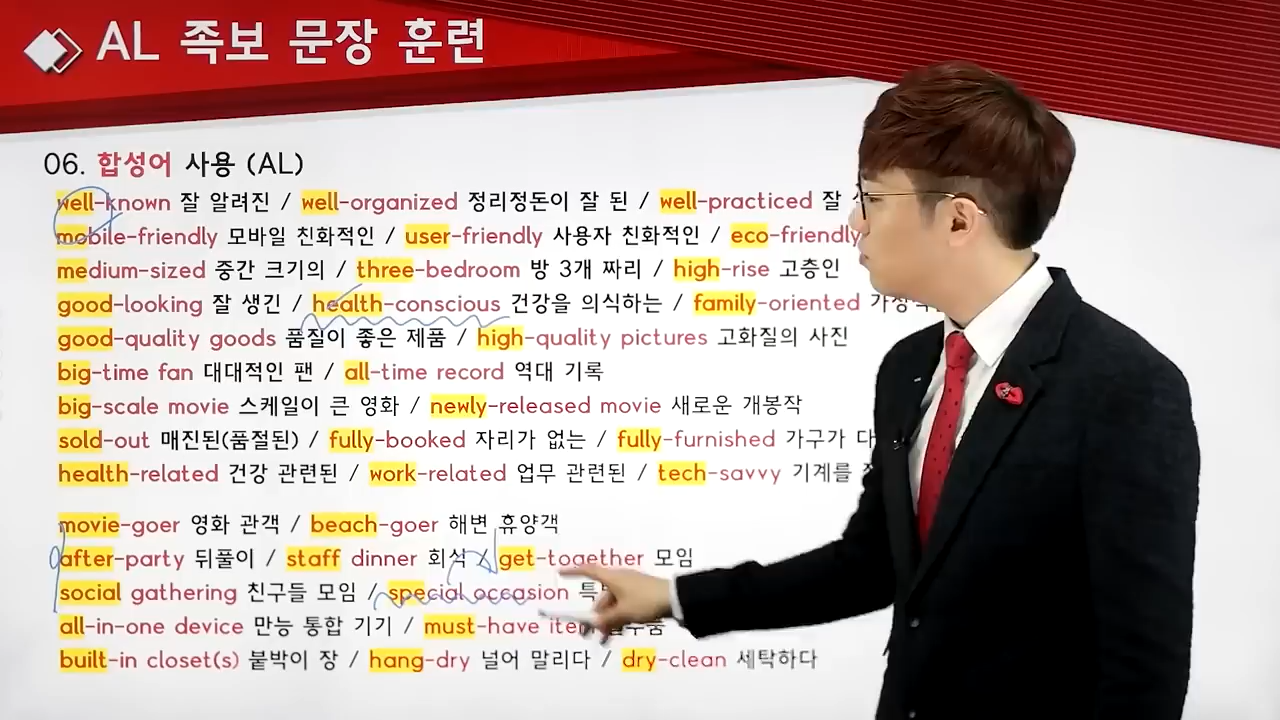 AL 족보 문장 훈련
06. 합성어 사용 (AL)
well-known 잘 알려진 / well-organized 정리정돈이 잘 된 / well-practiced 잘
mobile-friendly 모바일 친화적인 / user-friendly 사용자 친화적인 / eco-friendly
medium-sized 중간 크기의 / three-bedroom 방 3개 짜리 / high-rise 고층인
good-looking 잘 생긴 / health-conscious 건강을 의식하는 / family-oriented
good-quality goods 품질이 좋은 제품 / high-quality pictures 고화질의 사진
big-time fan 대대적인 팬 / all-time record 역대 기록
big-scale movie 스케일이 큰 영화 / newly-released movie 새로운 개봉작
sold-out 매진된(품절된) / fully-booked 자리가 없는 / fully-furnished 가구가 다
health-related 건강 관련된 / work-related 업무 관련된 / tech-savvy 기계를
movie-goer 영화 관객 / beach-goer 해변 휴양객
after-party 뒤풀이 / staff dinner 회식 / get-together 모임
social gathering 친구들 모임 / special occasion
all-in-one device 만능 통합 기기 / must-have item
built-in closet(s) 붙박이 장 / hang-dry 널어 말리다 / dry-clean 세탁하다